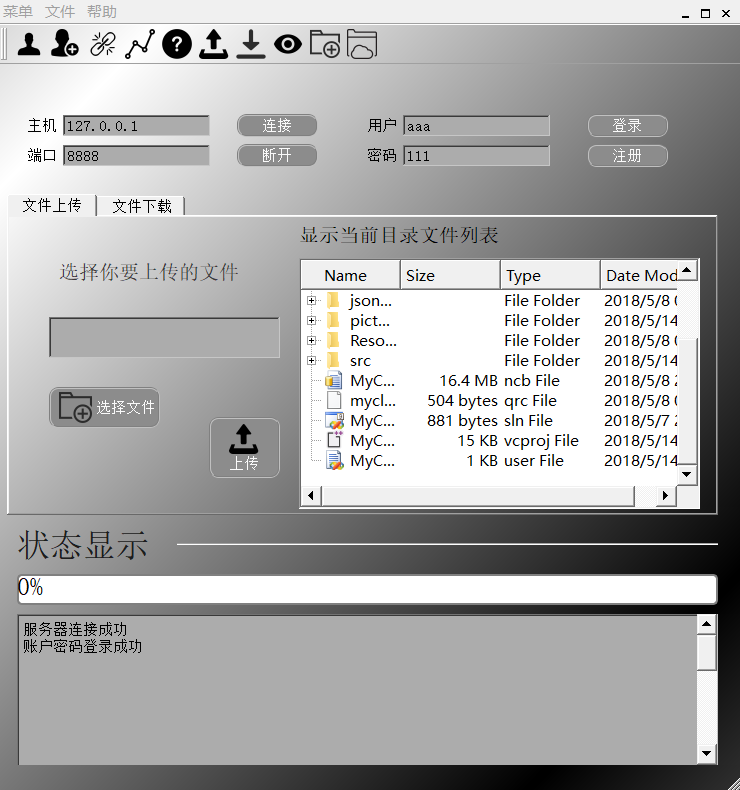 菜单 文件 帮助
主机 127.0.0.1 连接 用户 aaa 登录
端口 8888 断开 密码 111 注册
文件上传 文件下载
显示当前目录文件列表
选择你要上传的文件
Name Size Type Date Mod
json... File Folder 2018/5/8
pict... File Folder 2018/5/14
Reso... File Folder 2018/5/8
src File Folder 2018/5/14
MyC... 16.4 MB ncb File 2018/5/8 2
mycl... 504 bytes qrc File 2018/5/8
MyC... 881 bytes sln File 2018/5/7 2
MyC... 15 KB vcproj File 2018/5/14
MyC... 1 KB user File 2018/5/14
选择文件
上传
状态显示
0%
服务器连接成功
账户密码登录成功